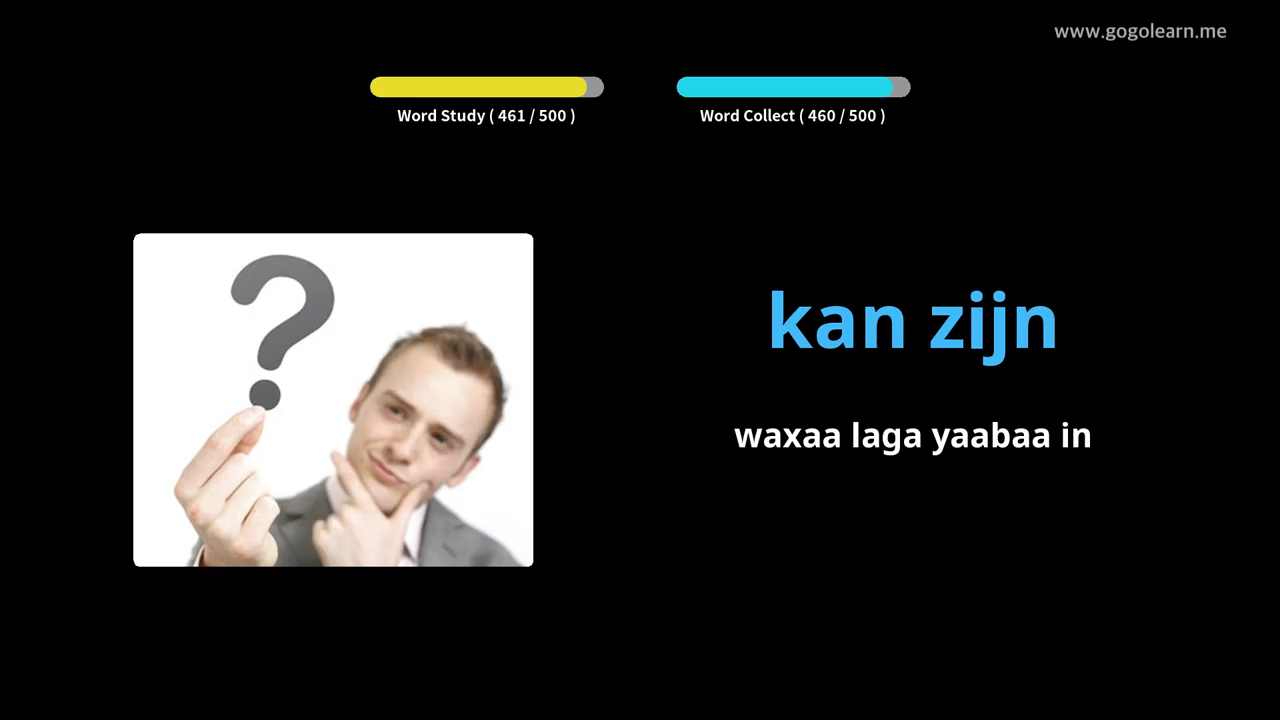 www.gogolearn.me
Word Study ( 461 / 500 )
Word Collect ( 460 / 500 )
kan zijn
waxaa laga yaabaa in